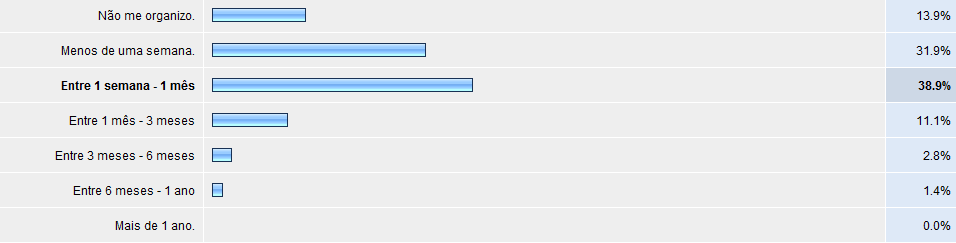 Não me organizo. 13.9%
Menos de uma semana. 31.9%
Entre 1 semana - 1 mês 38.9%
Entre 1 mês - 3 meses 11.1%
Entre 3 meses - 6 meses 2.8%
Entre 6 meses - 1 ano 1.4%
Mais de 1 ano. 0.0%